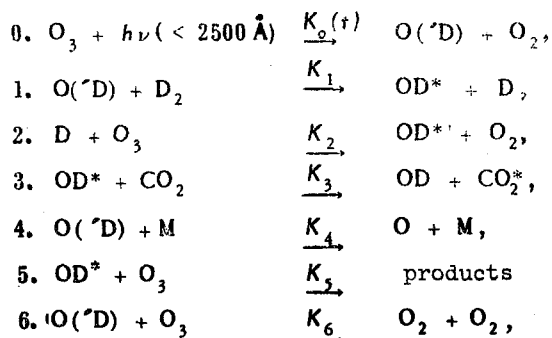 0. O₃ + hν(< 2500 Å) K₀(t) → O(′D) + O₂,
1. O(′D) + D₂ K₁ → OD* + D,
2. D + O₃ K₂ → OD*′ + O₂,
3. OD* + CO₂ K₃ → OD + CO₂*,
4. O(′D) + M K₄ → O + M,
5. OD* + O₃ K₅ → products
6. O(′D) + O₃ K₆ → O₂ + O₂,